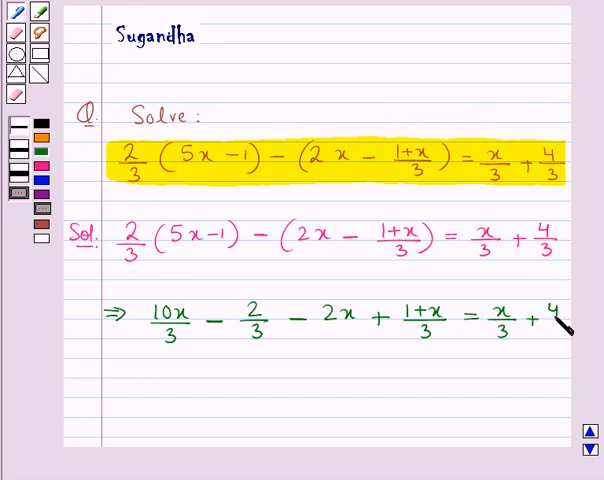 Sugandha
Q. Solve:
2/3 (5x-1) - (2x - (1+x)/3) = x/3 + 4/3
Sol. 2/3 (5x-1) - (2x - (1+x)/3) = x/3 + 4/3
⇒ 10x/3 - 2/3 - 2x + (1+x)/3 = x/3 + 4